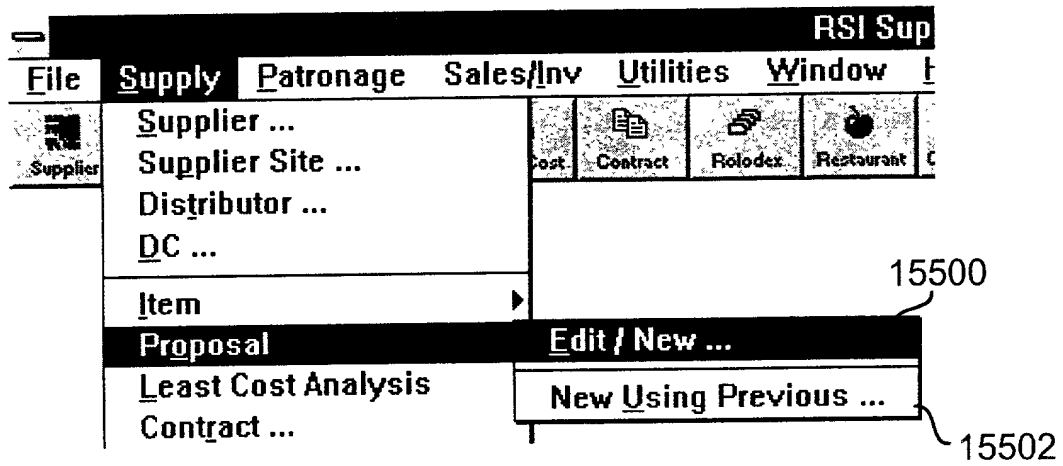 RSI Sup
File Supply Patronage Sales/Inv Utilities Window H
Supplier Cost Contract Rolodex Restaurant
Supplier ...
Supplier Site ...
Distributor ...
DC ...
Item
Proposal
Least Cost Analysis
Contract ...
15500
Edit / New ...
New Using Previous ...
15502